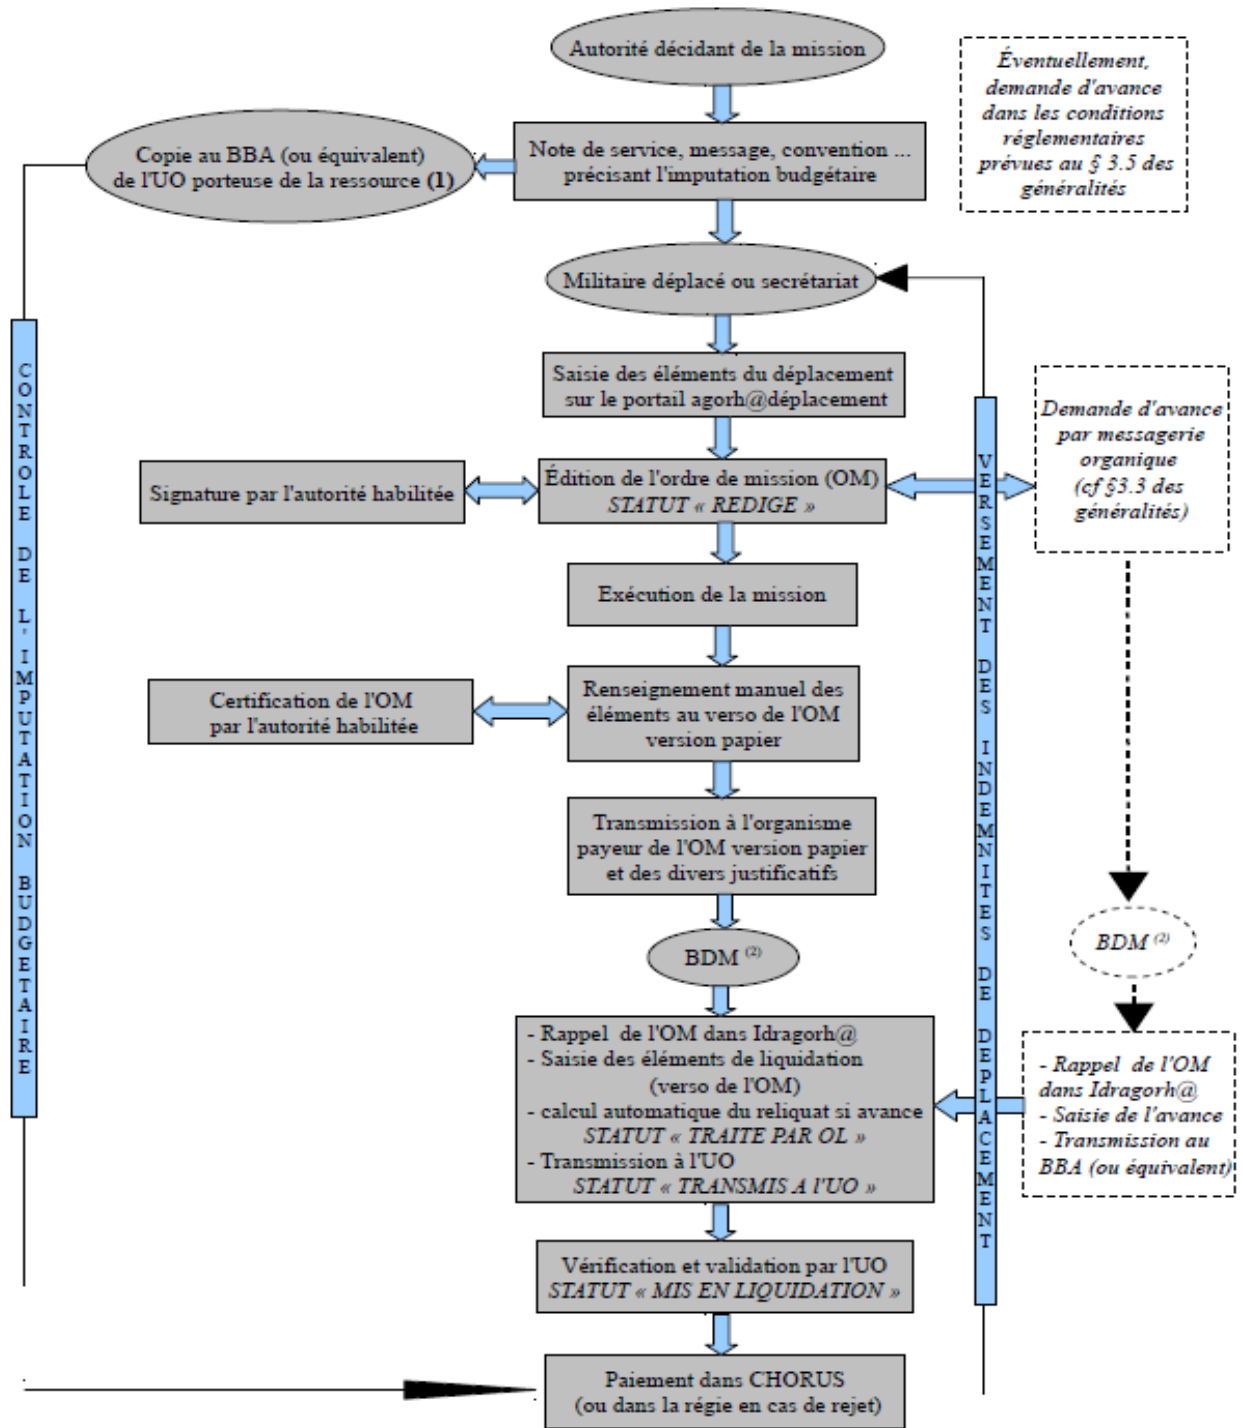 Autorité décidant de la mission
Éventuellement,
demande d'avance
dans les conditions
réglementaires
prévues au § 3.5 des
généralités
Copie au BBA (ou équivalent)
de l'UO porteuse de la ressource (1)
Note de service, message, convention ...
précisant l'imputation budgétaire
Militaire déplacé ou secrétariat
Saisie des éléments du déplacement
sur le portail agorh@déplacement
Signature par l'autorité habilitée
Édition de l'ordre de mission (OM)
STATUT « REDIGE »
Demande d'avance
par messagerie
organique
(cf §3.3 des
généralités)
Exécution de la mission
Certification de l'OM
par l'autorité habilitée
Renseignement manuel des
éléments au verso de l'OM
version papier
Transmission à l'organisme
payeur de l'OM version papier
et des divers justificatifs
BDM (2)
BDM (2)
- Rappel de l'OM dans Idragorh@
- Saisie des éléments de liquidation
(verso de l'OM)
- calcul automatique du reliquat si avance
STATUT « TRAITE PAR OL »
- Transmission à l'UO
STATUT « TRANSMIS A l'UO »
- Rappel de l'OM
dans Idragorh@
- Saisie de l'avance
- Transmission au
BBA (ou équivalent)
Vérification et validation par l'UO
STATUT « MIS EN LIQUIDATION »
Paiement dans CHORUS
(ou dans la régie en cas de rejet)
CONTROLE DE L'IMPUTATION BUDGETAIRE
VERSEMENT DES INDEMNITES DE DEPLACEMENT